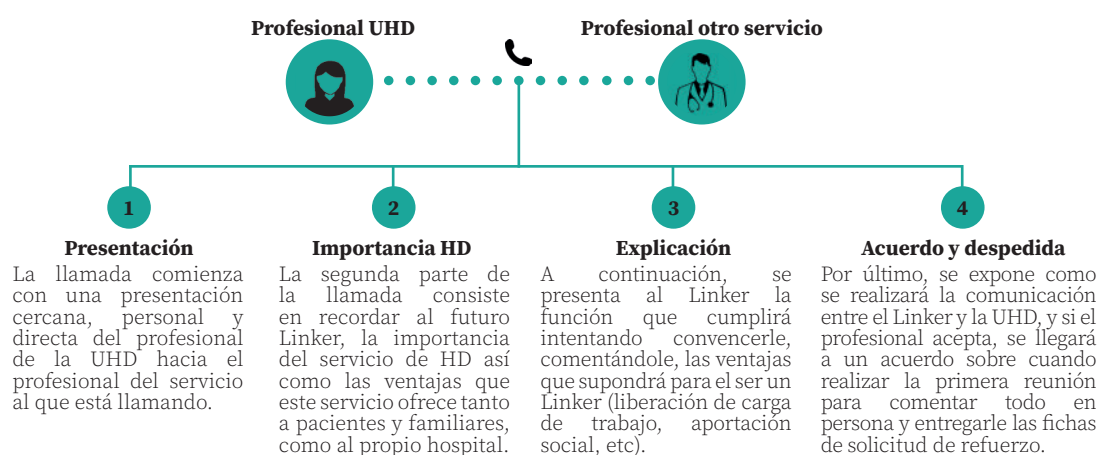 Profesional UHD
Profesional otro servicio
1
Presentación
La llamada comienza
con una presentación
cercana, personal y
directa del profesional
de la UHD hacia el
profesional del servicio
al que está llamando.
2
Importancia HD
La segunda parte de
la llamada consiste
en recordar al futuro
Linker, la importancia
del servicio de HD así
como las ventajas que
este servicio ofrece tanto
a pacientes y familiares,
como al propio hospital.
3
Explicación
A continuación, se
presenta al Linker la
función que cumplirá
intentando convencerle,
comentándole, las ventajas
que supondrá para el ser un
Linker (liberación de carga
de trabajo, aportación
social, etc).
4
Acuerdo y despedida
Por último, se expone como
se realizará la comunicación
entre el Linker y la UHD, y si el
profesional acepta, se llegará
a un acuerdo sobre cuando
realizar la primera reunión
para comentar todo en
persona y entregarle las fichas
de solicitud de refuerzo.